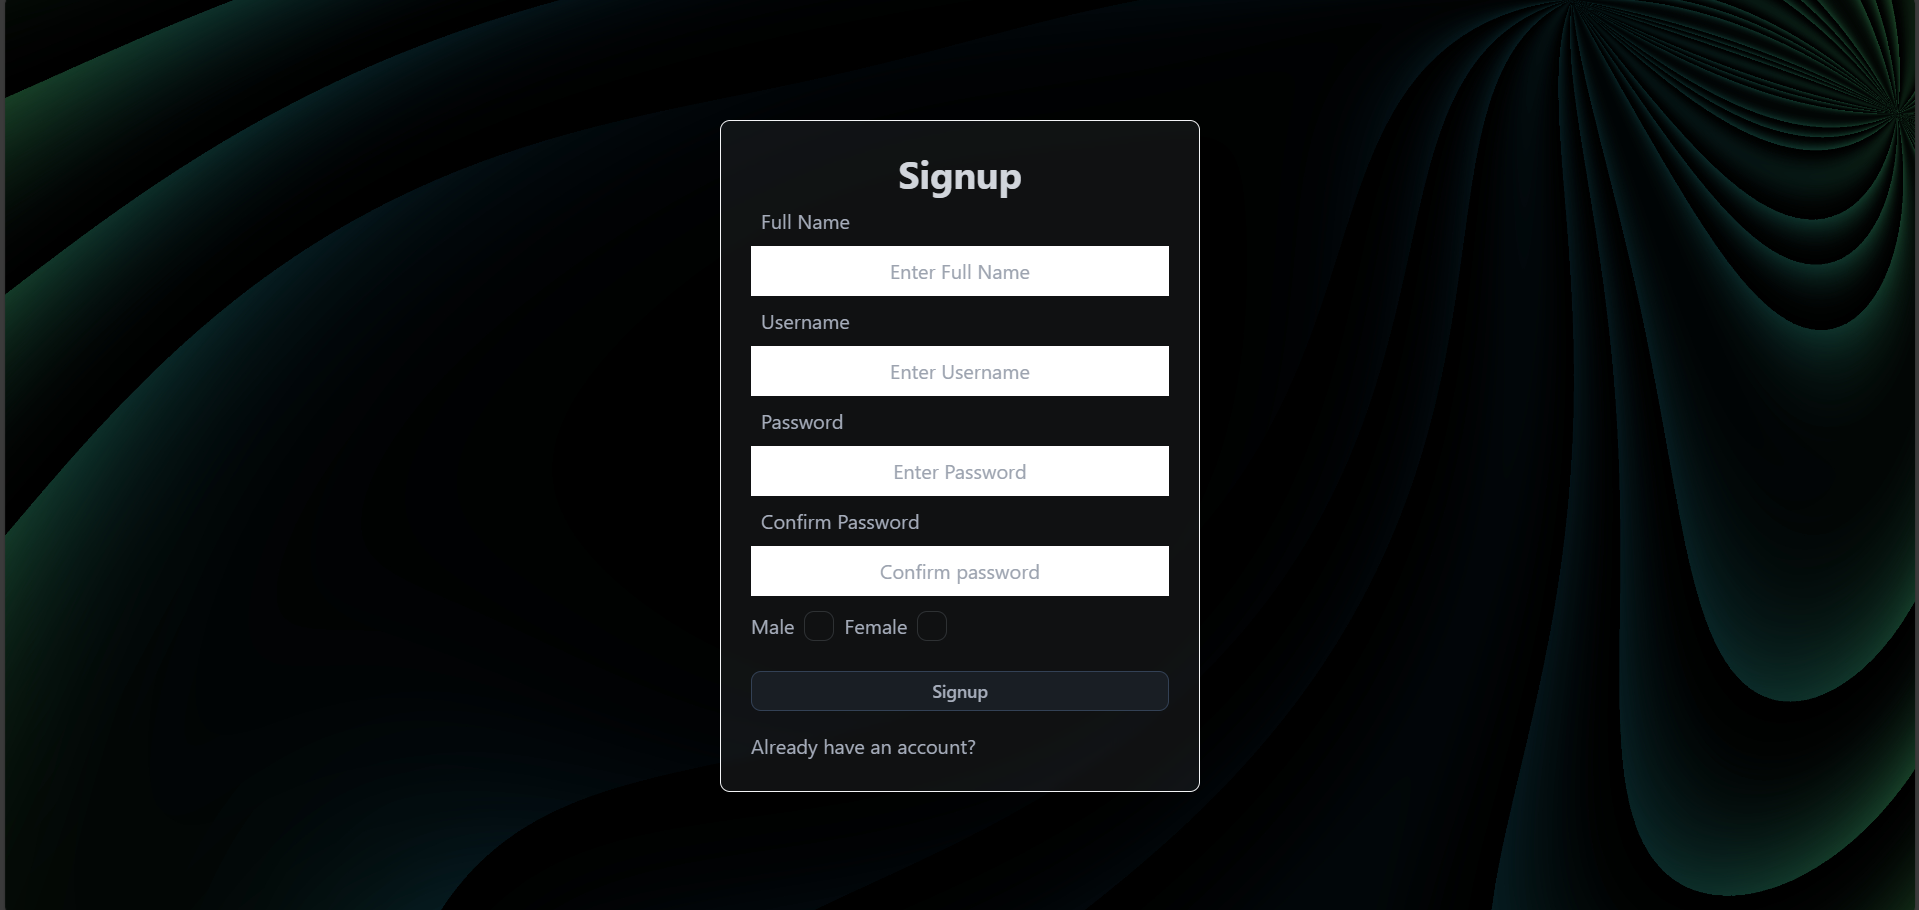 Signup
Full Name
Enter Full Name
Username
Enter Username
Password
Enter Password
Confirm Password
Confirm password
Male Female
Signup
Already have an account?